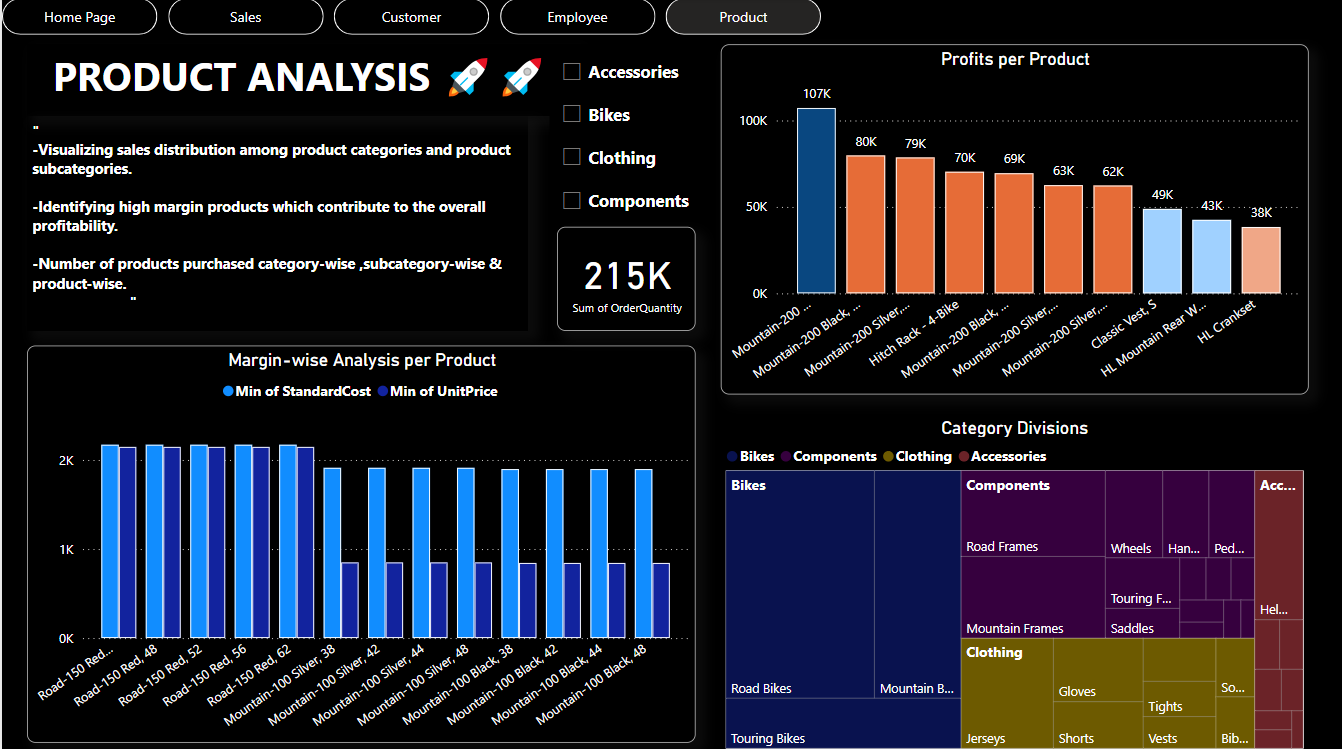 Home Page
Sales
Customer
Employee
Product
PRODUCT ANALYSIS 🚀 🚀
"
-Visualizing sales distribution among product categories and product
subcategories.
-Identifying high margin products which contribute to the overall
profitability.
-Number of products purchased category-wise ,subcategory-wise &
product-wise.
"
Accessories
Bikes
Clothing
Components
215K
Sum of OrderQuantity
Profits per Product
100K
50K
0K
107K
80K
79K
70K
69K
63K
62K
49K
43K
38K
Mountain-200 ...
Mountain-200 Black, ...
Mountain-200 Silver,...
Hitch Rack - 4-Bike
Mountain-200 Black, ...
Mountain-200 Silver,...
Mountain-200 Silver,...
Classic Vest, S
HL Mountain Rear W...
HL Crankset
Margin-wise Analysis per Product
Min of StandardCost
Min of UnitPrice
2K
1K
0K
Road-150 Red...
Road-150 Red, 48
Road-150 Red, 52
Road-150 Red, 56
Road-150 Red, 62
Mountain-100 Silver, 38
Mountain-100 Silver, 42
Mountain-100 Silver, 44
Mountain-100 Silver, 48
Mountain-100 Black, 38
Mountain-100 Black, 42
Mountain-100 Black, 44
Mountain-100 Black, 48
Category Divisions
Bikes
Components
Clothing
Accessories
Bikes
Road Bikes
Mountain B...
Touring Bikes
Components
Road Frames
Wheels
Han...
Ped...
Mountain Frames
Touring F...
Saddles
Clothing
Jerseys
Gloves
Shorts
Tights
Vests
So...
Bib...
Acc...
Hel...